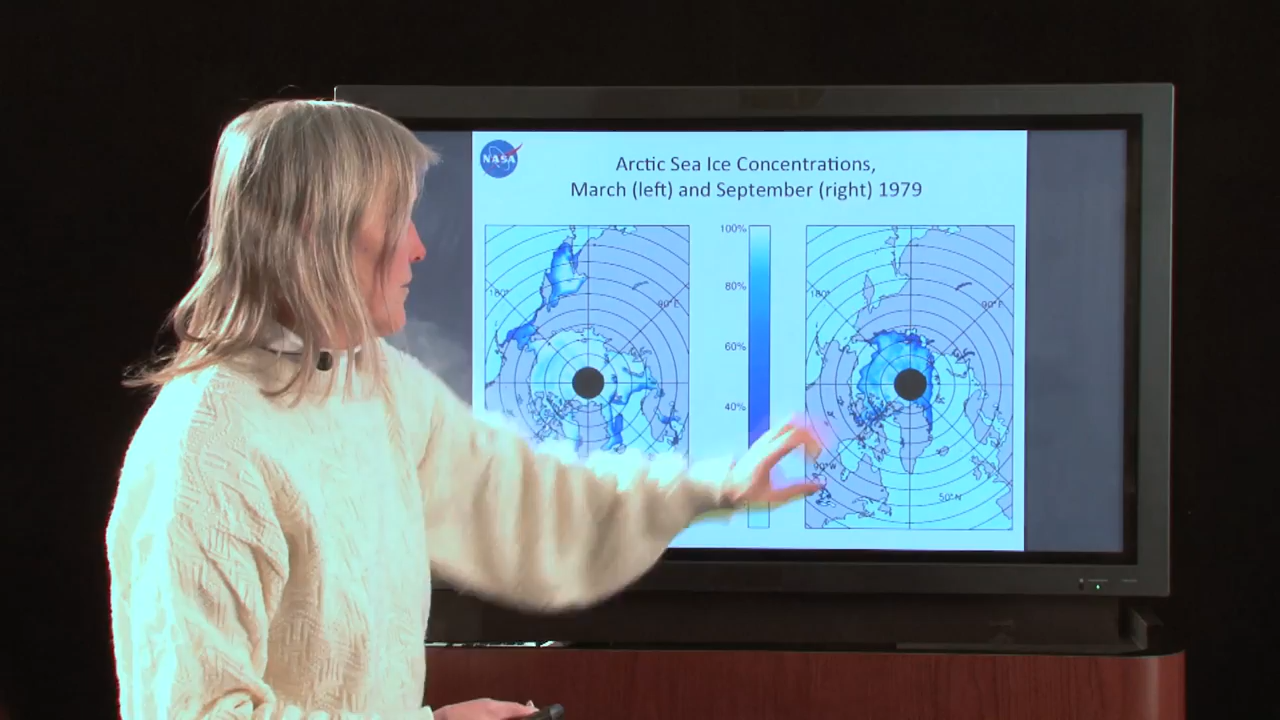 NASA
Arctic Sea Ice Concentrations,
March (left) and September (right) 1979
100%
80%
60%
40%
180°
90°E
180°
90°E
90°W
50°N